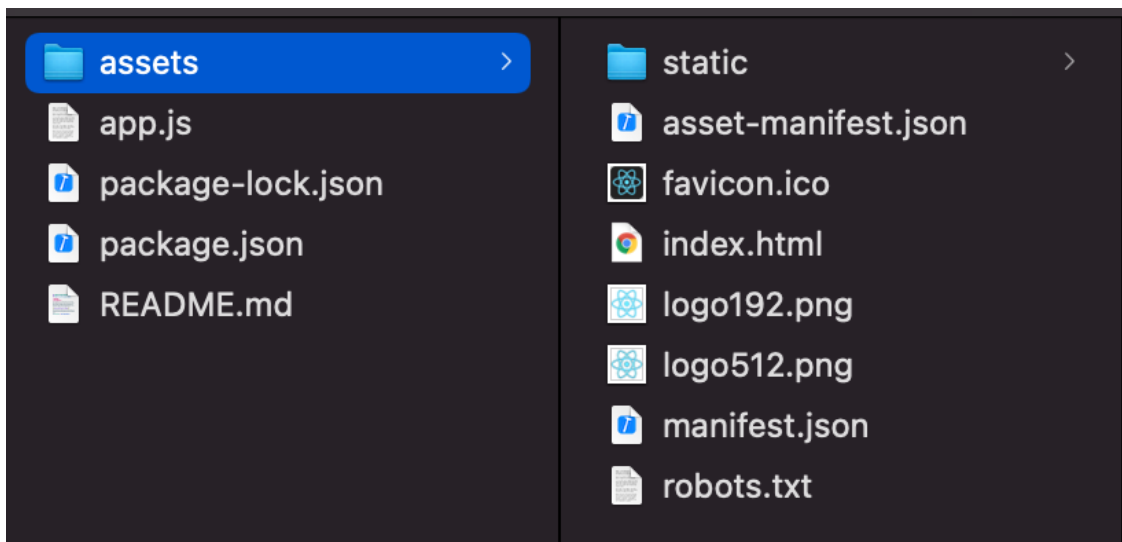 assets
app.js
package-lock.json
package.json
README.md
static
asset-manifest.json
favicon.ico
index.html
logo192.png
logo512.png
manifest.json
robots.txt